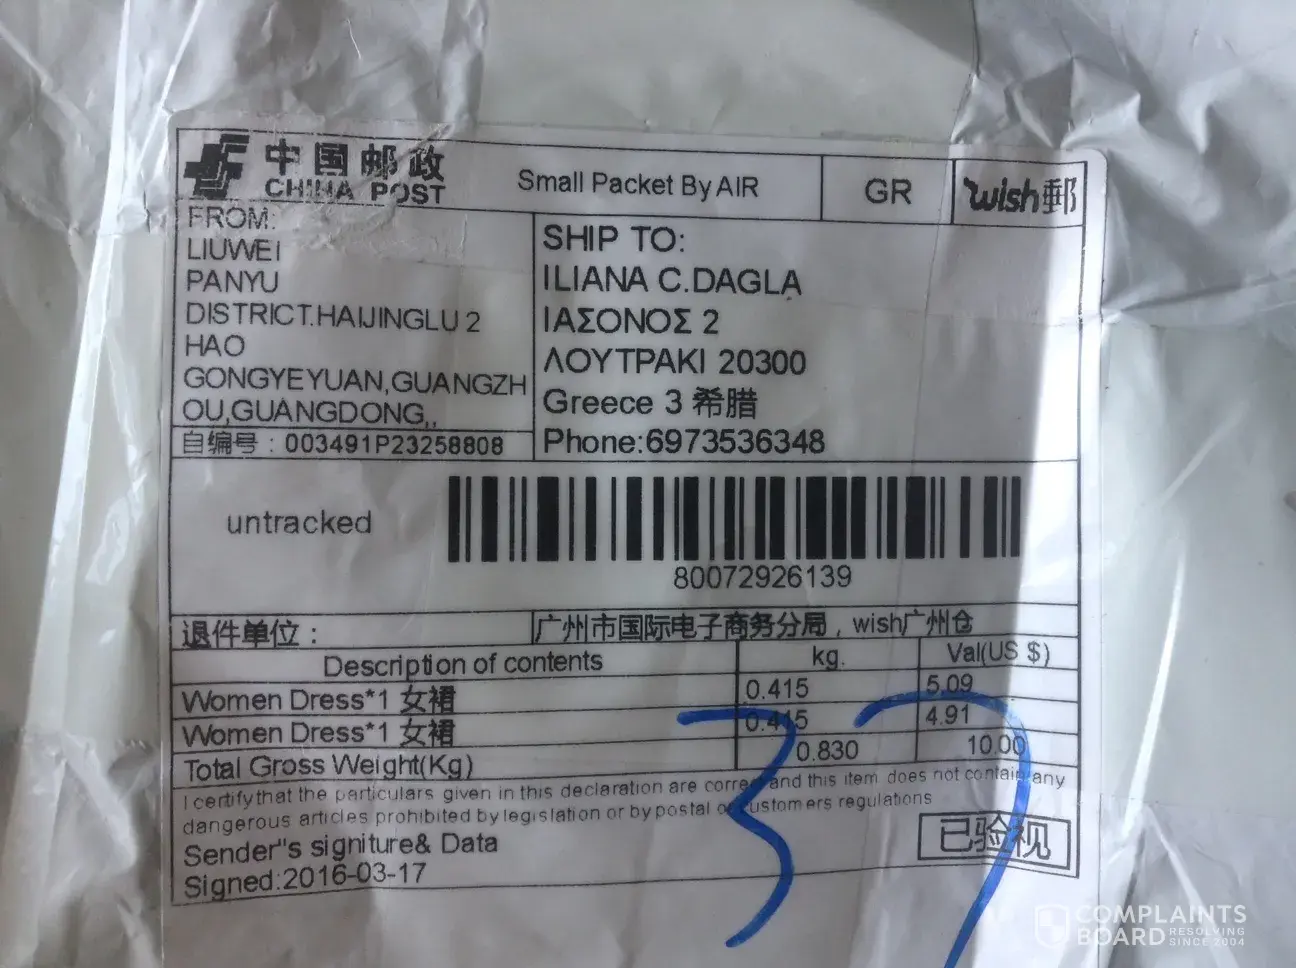 中国邮政
CHINA POST
Small Packet By AIR
GR
wish郵
FROM:
LIUWEI
PANYU
DISTRICT.HAIJINGLU 2
HAO
GONGYEYUAN,GUANGZH
OU,GUANGDONG,,
自编号 : 003491P23258808
SHIP TO:
ILIANA C.DAGLA
ΙΑΣΟΝΟΣ 2
ΛΟΥΤΡΑΚΙ 20300
Greece 3 希腊
Phone:6973536348
untracked
80072926139
退件单位：
广州市国际电子商务分局，wish广州仓
Description of contents kg. Val(US $)
Women Dress*1 女裙 0.415 5.09
Women Dress*1 女裙 0.415 4.91
Total Gross Weight(Kg) 0.830 10.00
I certify that the particulars given in this declaration are correct and this item does not contain any
dangerous articles prohibited by legislation or by postal or customers regulations
Sender"s signiture& Data
Signed:2016-03-17
已验视
37
COMPLAINTS
BOARD RESOLVING
SINCE 2004